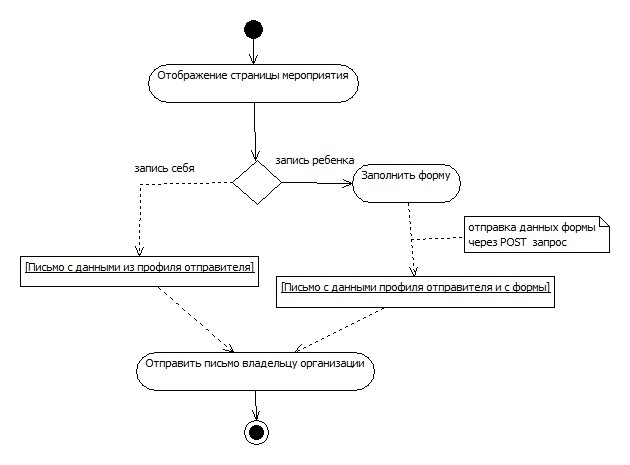 Отображение страницы мероприятия
запись себя
запись ребенка
Заполнить форму
отправка данных формы
через POST запрос
[Письмо с данными из профиля отправителя]
[Письмо с данными профиля отправителя и с формы]
Отправить письмо владельцу организации